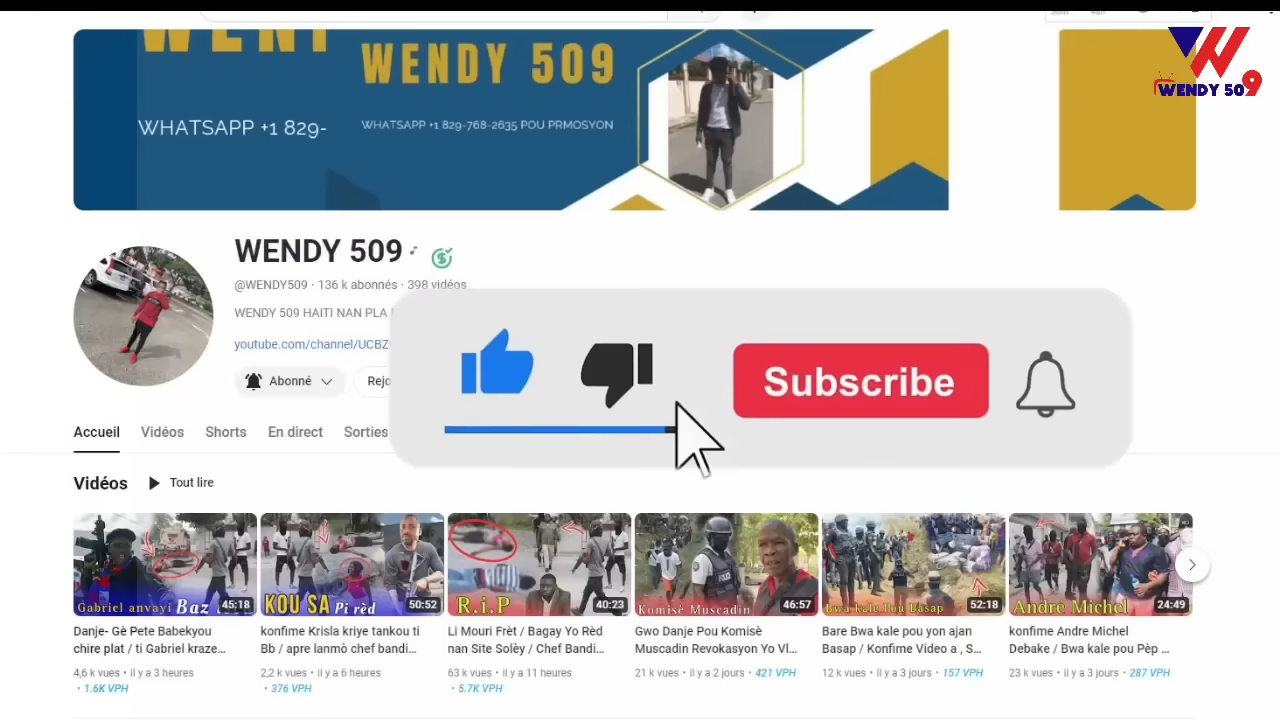 WENDY 509
WENDY 509
WHATSAPP +1 829-
WHATSAPP +1 829-768-2635 POU PRMOSYON
WENDY 509
@WENDY509 · 136 k abonnés · 398 vidéos
WENDY 509 HAITI NAN PLA
youtube.com/channel/UCBZ
Abonné
Subscribe
Accueil
Vidéos
Shorts
En direct
Sorties
Vidéos
Tout lire
Gabriel anvayi Baz
45:18
KOU SA Pi rèd
50:52
R.i.P
40:23
Komisè Muscadin
46:57
Bwa kale pou Basap
52:18
Andre Michel
24:49
Danje- Gè Pete Babekyou
chire plat / ti Gabriel kraze...
4,6 k vues · il y a 3 heures
· 1.6K VPH
konfime Krisla kriye tankou ti
Bb / apre lanmò chef bandi...
2,2 k vues · il y a 6 heures
· 376 VPH
Li Mouri Frèt / Bagay Yo Rèd
nan Site Solèy / Chef Bandi...
63 k vues · il y a 11 heures
· 5.7K VPH
Gwo Danje Pou Komisè
Muscadin Revokasyon Yo Vl...
21 k vues · il y a 2 jours · 421 VPH
Bare Bwa kale pou yon ajan
Basap / Konfime Video a , S...
12 k vues · il y a 3 jours · 157 VPH
konfime Andre Michel
Debake / Bwa kale pou Pèp ...
23 k vues · il y a 3 jours · 287 VPH